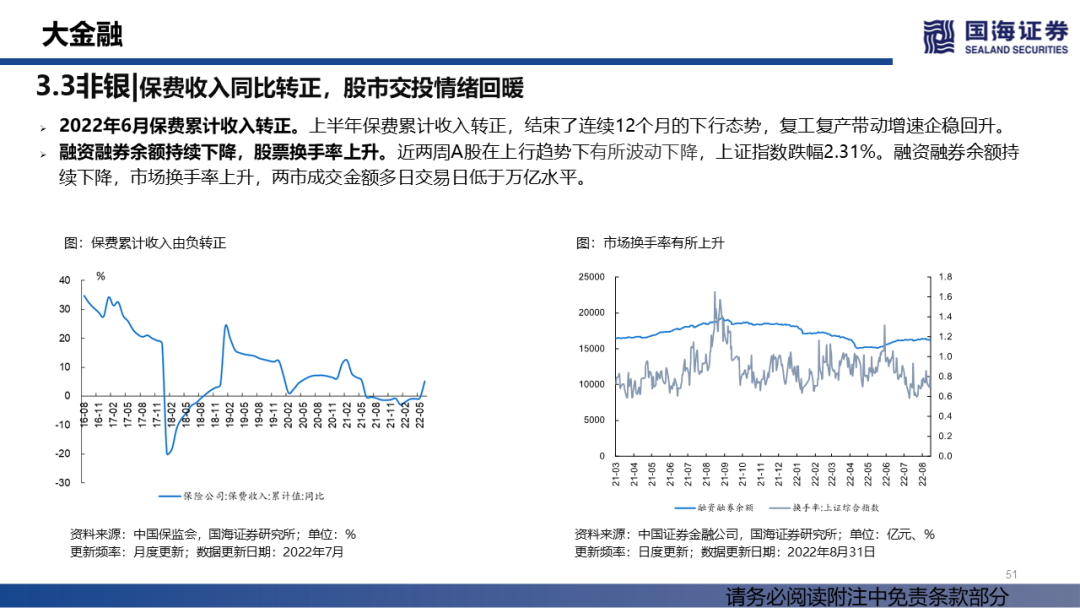 大金融
国海证券
SEALAND SECURITIES
3.3非银|保费收入同比转正，股市交投情绪回暖
➢ 2022年6月保费累计收入转正。上半年保费累计收入转正，结束了连续12个月的下行态势，复工复产带动增速企稳回升。
➢ 融资融券余额持续下降，股票换手率上升。近两周A股在上行趋势下有所波动下降，上证指数跌幅2.31%。融资融券余额持
续下降，市场换手率上升，两市成交金额多日交易日低于万亿水平。
图：保费累计收入由负转正
%
40
30
20
10
0
-10
-20
-30
16-08 16-11 17-02 17-05 17-08 17-11 18-02 18-05 18-08 18-11 19-02 19-05 19-08 19-11 20-02 20-05 20-08 20-11 21-02 21-05 21-08 21-11 22-02 22-05
保险公司:保费收入:累计值:同比
资料来源：中国保监会，国海证券研究所；单位：%
更新频率：月度更新；数据更新日期：2022年7月
图：市场换手率有所上升
25000
20000
15000
10000
5000
0
1.8
1.6
1.4
1.2
1.0
0.8
0.6
0.4
0.2
0.0
21-03 21-04 21-05 21-06 21-07 21-08 21-09 21-10 21-11 21-12 22-01 22-02 22-03 22-04 22-05 22-06 22-07 22-08
融资融券余额 换手率:上证综合指数
资料来源：中国证券金融公司，国海证券研究所；单位：亿元、%
更新频率：日度更新；数据更新日期：2022年8月31日
51
请务必阅读附注中免责条款部分